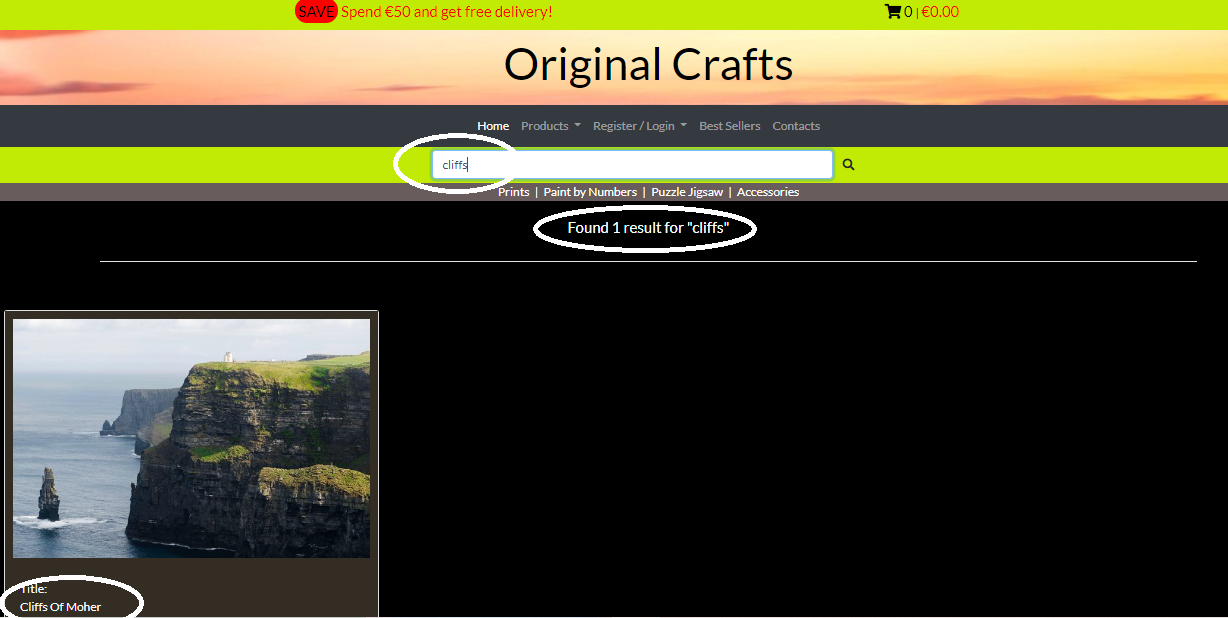 SAVE Spend €50 and get free delivery! 0 | €0.00
Original Crafts
Home Products Register / Login Best Sellers Contacts
cliffs
Prints | Paint by Numbers | Puzzle Jigsaw | Accessories
Found 1 result for "cliffs"
Title:
Cliffs Of Moher